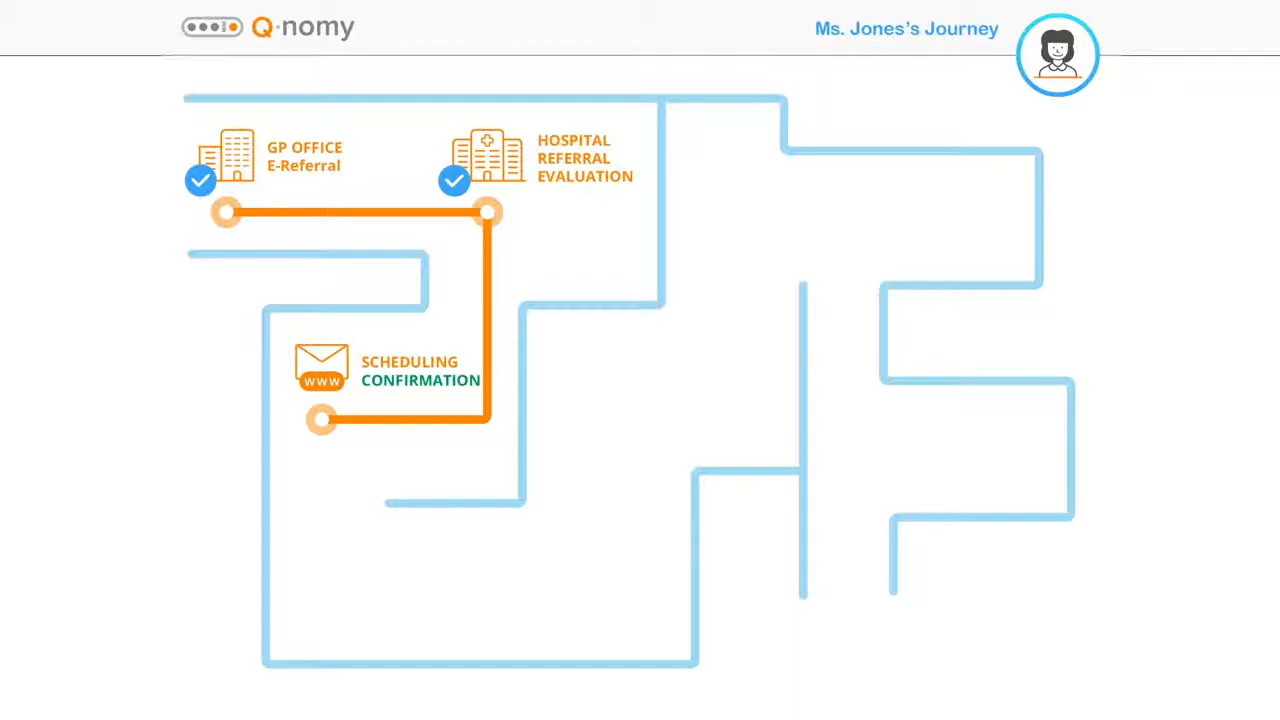 Q·nomy
Ms. Jones's Journey
GP OFFICE
E-Referral
HOSPITAL
REFERRAL
EVALUATION
SCHEDULING
CONFIRMATION
WWW